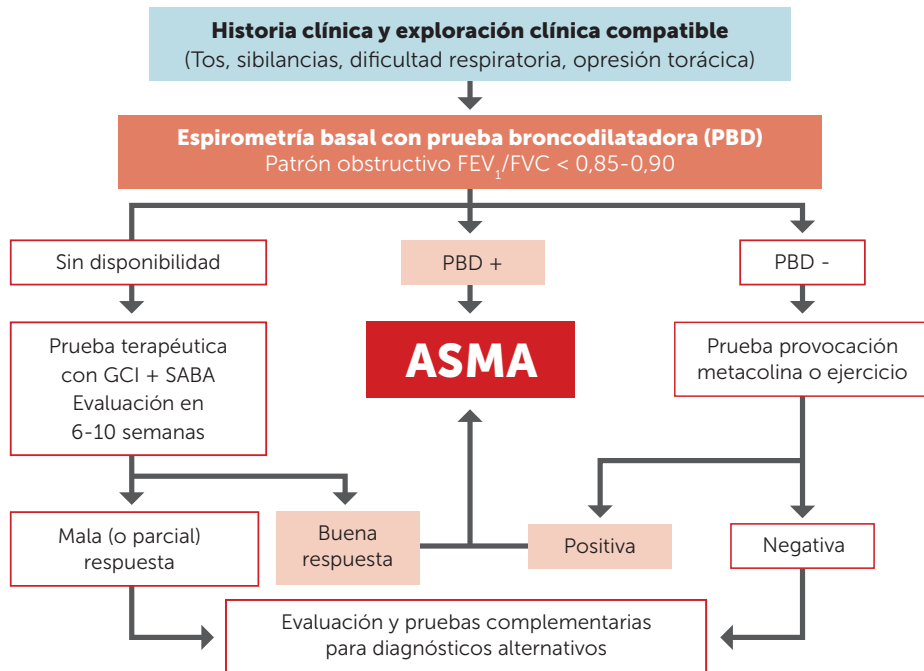 Historia clínica y exploración clínica compatible
(Tos, sibilancias, dificultad respiratoria, opresión torácica)
Espirometría basal con prueba broncodilatadora (PBD)
Patrón obstructivo FEV₁/FVC < 0,85-0,90
Sin disponibilidad
PBD +
PBD -
Prueba terapéutica
con GCI + SABA
Evaluación en
6-10 semanas
ASMA
Prueba provocación
metacolina o ejercicio
Mala (o parcial)
respuesta
Buena
respuesta
Positiva
Negativa
Evaluación y pruebas complementarias
para diagnósticos alternativos